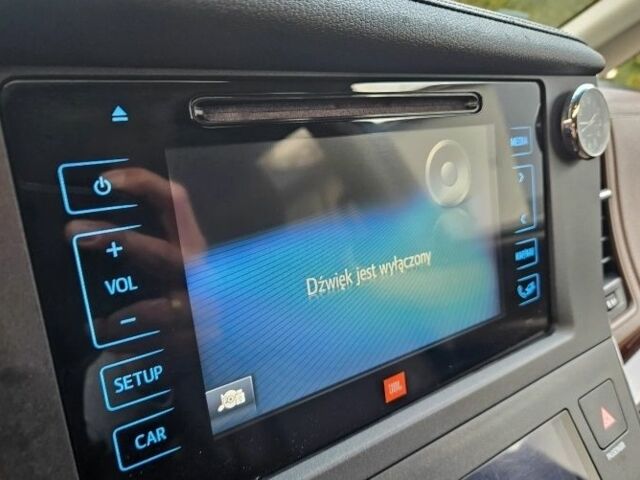 MEDIA
+
VOL
−
Dźwięk jest wyłączony
SETUP
CAR
JBL